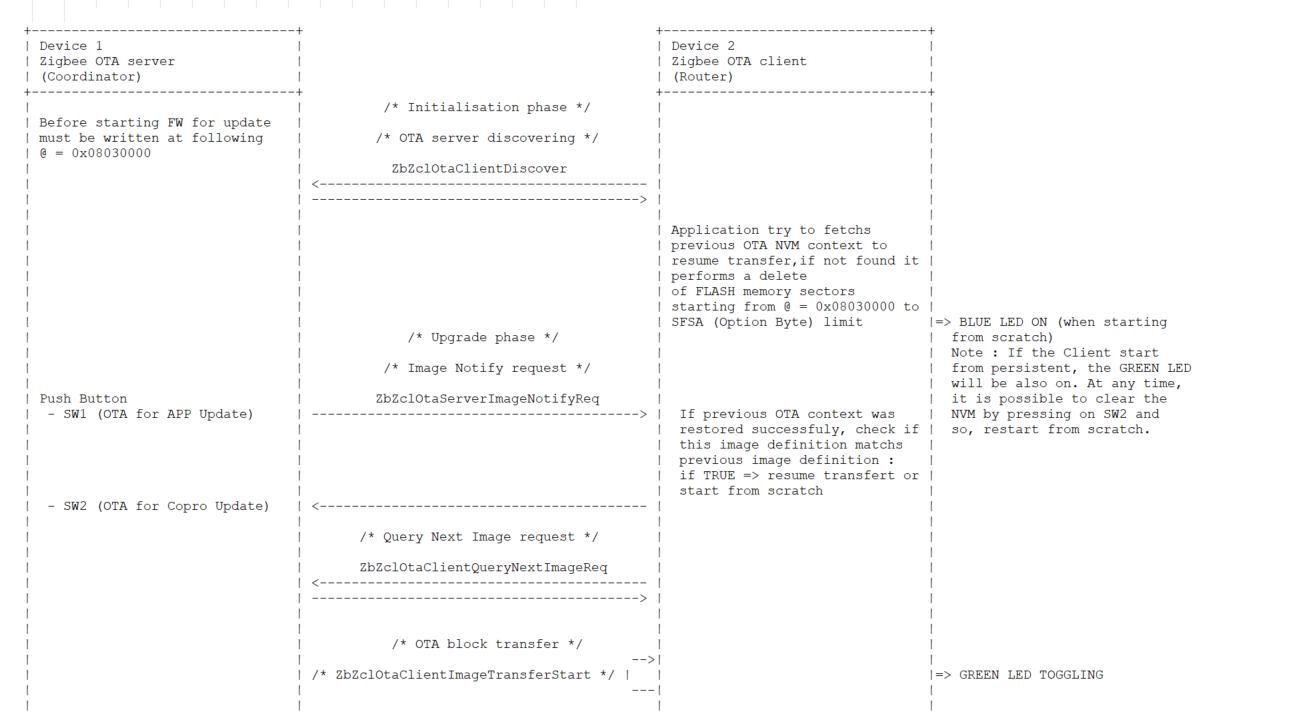 +---------------------------------+                                            +---------------------------------+
| Device 1                        |                                            | Device 2                        |
| Zigbee OTA server               |                                            | Zigbee OTA client               |
| (Coordinator)                   |                                            | (Router)                        |
+---------------------------------+                                            +---------------------------------+
|                                 |          /* Initialisation phase */        |                                 |
| Before starting FW for update   |                                            |                                 |
| must be written at following    |         /* OTA server discovering */       |                                 |
| @ = 0x08030000                  |                                            |                                 |
|                                 |           ZbZclOtaClientDiscover           |                                 |
|                                 | <----------------------------------------- |                                 |
|                                 | -----------------------------------------> |                                 |
|                                 |                                            |                                 |
|                                 |                                            | Application try to fetchs       |
|                                 |                                            | previous OTA NVM context to     |
|                                 |                                            | resume transfer,if not found it |
|                                 |                                            | performs a delete               |
|                                 |                                            | of FLASH memory sectors         |
|                                 |                                            | starting from @ = 0x08030000 to |
|                                 |                                            | SFSA (Option Byte) limit        |=> BLUE LED ON (when starting
|                                 |             /* Upgrade phase */            |                                 |  from scratch)
|                                 |                                            |                                 |  Note : If the Client start
|                                 |          /* Image Notify request */        |                                 |  from persistent, the GREEN LED
|                                 |                                            |                                 |  will be also on. At any time,
| Push Button                     |         ZbZclOtaServerImageNotifyReq       |                                 |  it is possible to clear the
|  - SW1 (OTA for APP Update)     | -----------------------------------------> |  If previous OTA context was    |  NVM by pressing on SW2 and
|                                 |                                            |  restored successfuly, check if |  so, restart from scratch.
|                                 |                                            |  this image definition matchs   |
|                                 |                                            |  previous image definition :    |
|                                 |                                            |  if TRUE => resume transfert or |
|                                 |                                            |  start from scratch             |
|  - SW2 (OTA for Copro Update)   | <----------------------------------------- |                                 |
|                                 |                                            |                                 |
|                                 |       /* Query Next Image request */       |                                 |
|                                 |                                            |                                 |
|                                 |       ZbZclOtaClientQueryNextImageReq      |                                 |
|                                 | <----------------------------------------- |                                 |
|                                 | -----------------------------------------> |                                 |
|                                 |                                            |                                 |
|                                 |                                            |                                 |
|                                 |           /* OTA block transfer */         |                                 |
|                                 |                                         -->|                                 |
|                                 | /* ZbZclOtaClientImageTransferStart */ |   |                                 |=> GREEN LED TOGGLING
|                                 |                                         ---|                                 |
|                                 |                                            |                                 |